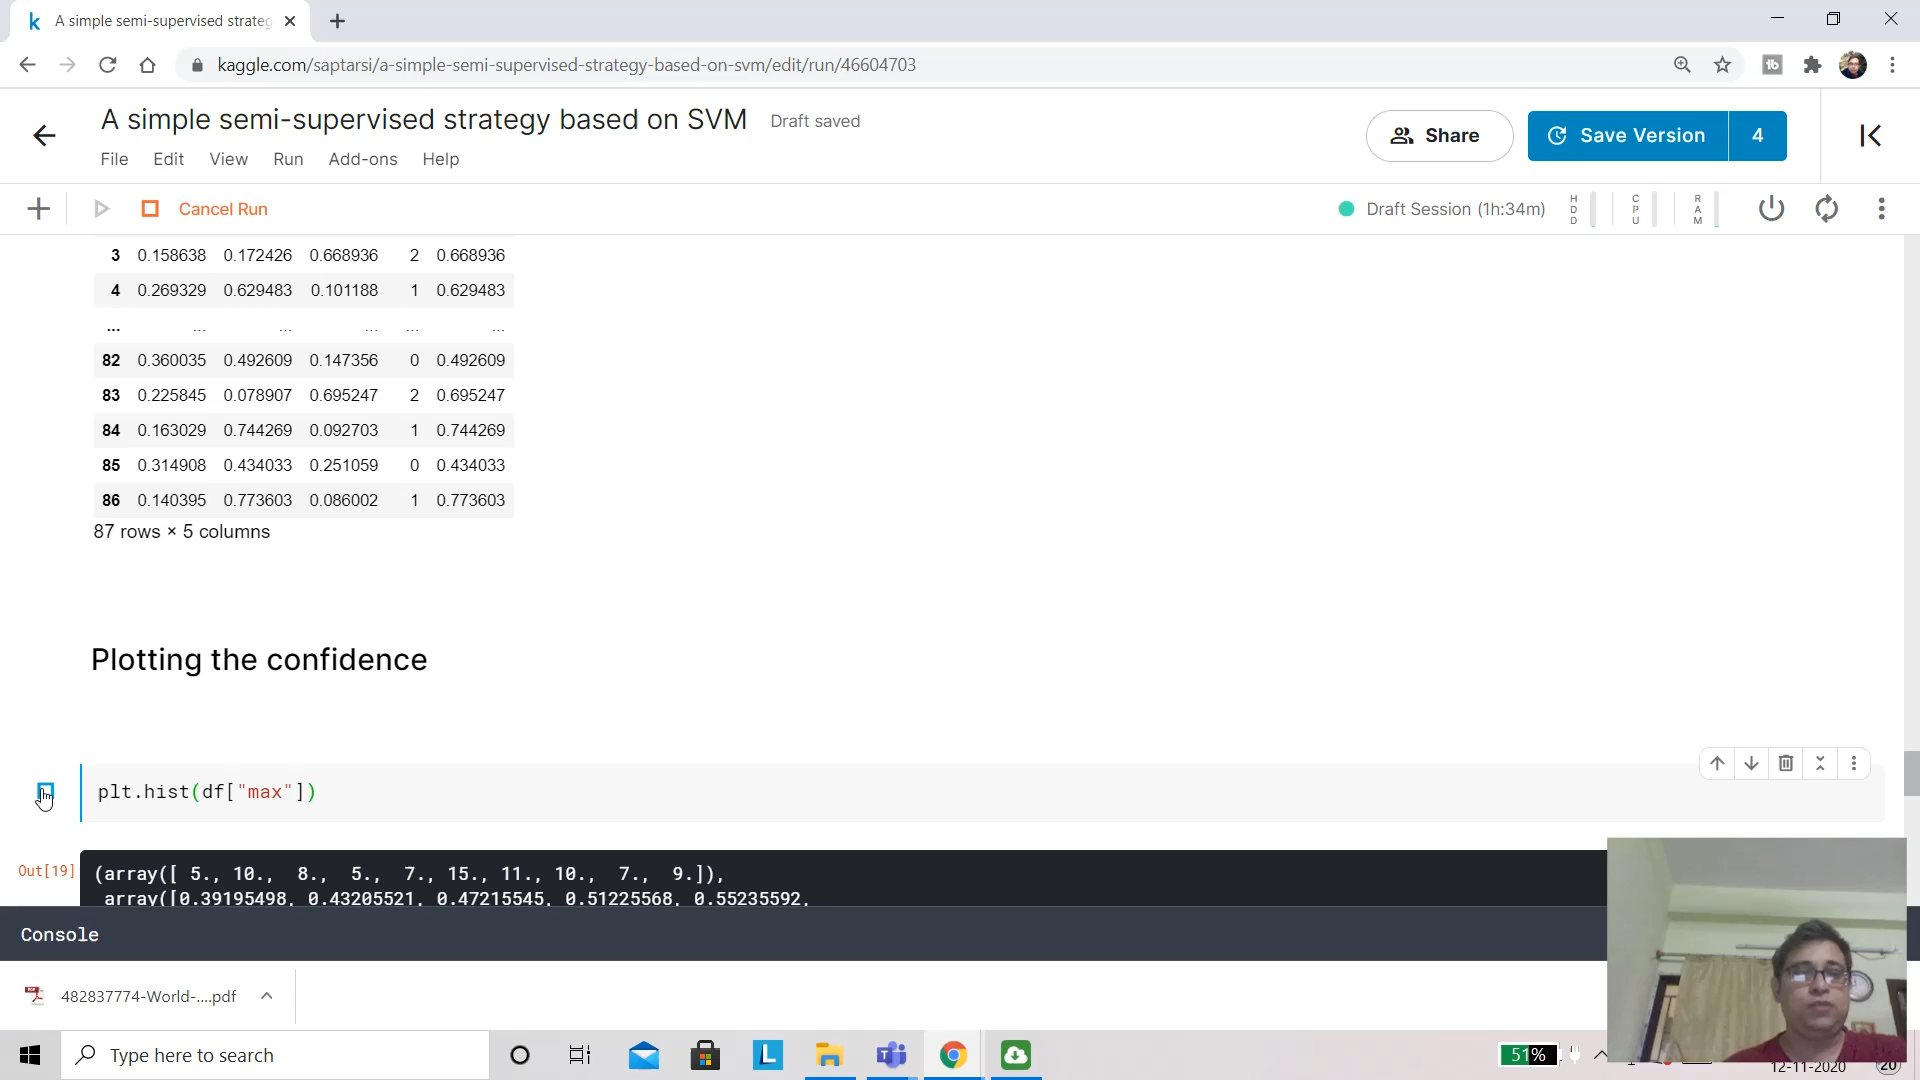 A simple semi-supervised strateg
kaggle.com/saptarsi/a-simple-semi-supervised-strategy-based-on-svm/edit/run/46604703
A simple semi-supervised strategy based on SVM Draft saved
File Edit View Run Add-ons Help
Share
Save Version 4
Cancel Run
Draft Session (1h:34m)
HDD
CPU
RAM
3 0.158638 0.172426 0.668936 2 0.668936
4 0.269329 0.629483 0.101188 1 0.629483
... ... ... ... ... ...
82 0.360035 0.492609 0.147356 0 0.492609
83 0.225845 0.078907 0.695247 2 0.695247
84 0.163029 0.744269 0.092703 1 0.744269
85 0.314908 0.434033 0.251059 0 0.434033
86 0.140395 0.773603 0.086002 1 0.773603
87 rows × 5 columns
Plotting the confidence
plt.hist(df["max"])
Out[19]
(array([ 5., 10., 8., 5., 7., 15., 11., 10., 7., 9.]),
array([0.39195498, 0.43205521, 0.47215545, 0.51225568, 0.55235592,
Console
482837774-World-....pdf
Type here to search
51%
12-11-2020
20